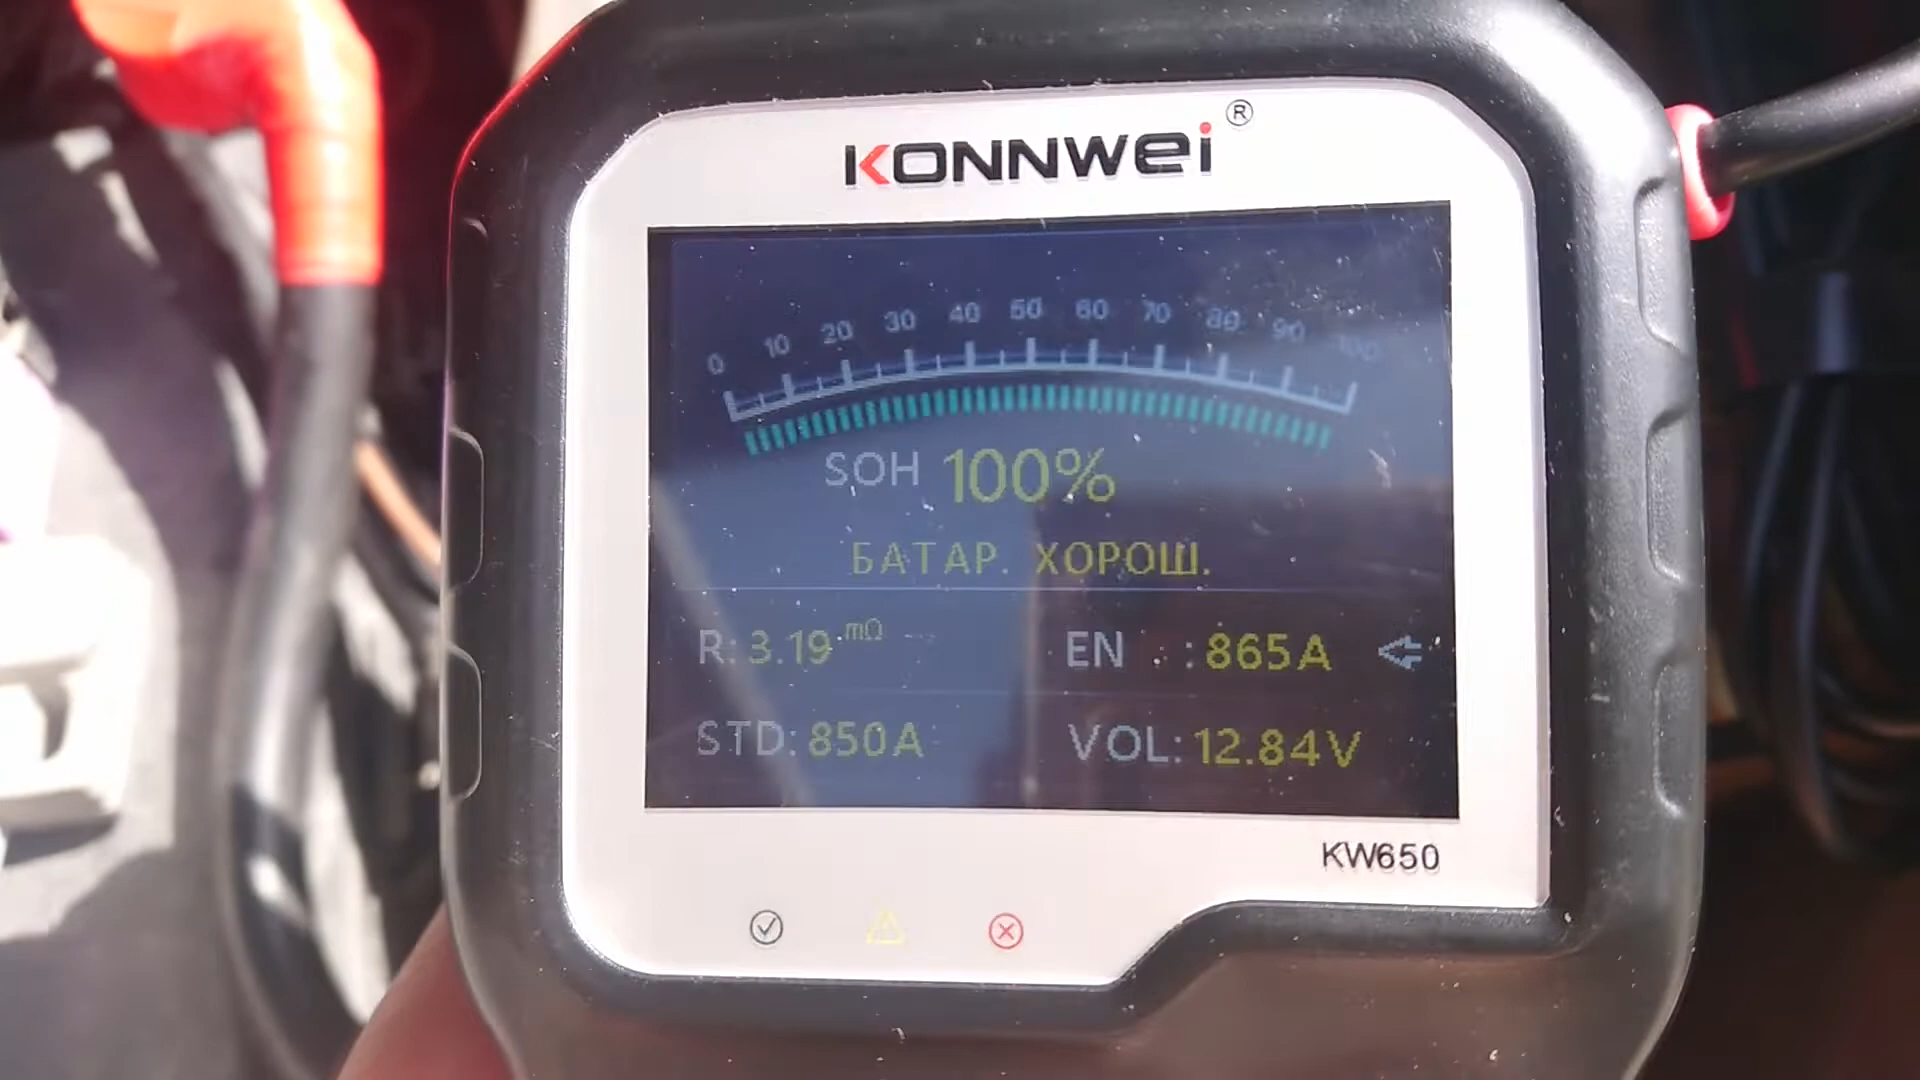 KONNWEI®
0 10 20 30 40 50 60 70 80 90 100
SOH 100%
БАТАР. ХОРОШ.
R: 3.19 mΩ EN : 865A
STD: 850A VOL: 12.84V
KW650